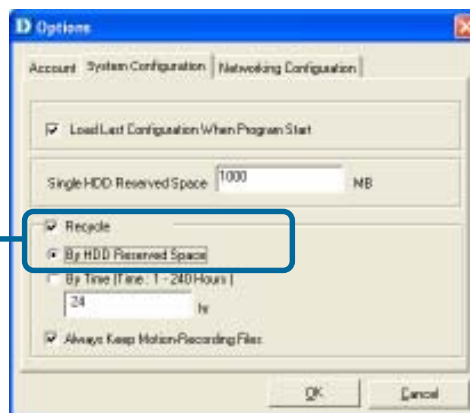 D Options
Account System Configuration Networking Configuration
Load Last Configuration When Program Start
Single HDD Reserved Space 1000 MB
Recycle
By HDD Reserved Space
By Time (Time : 1 - 240 Hours )
24 hr
Always Keep Motion-Recording Files
OK Cancel